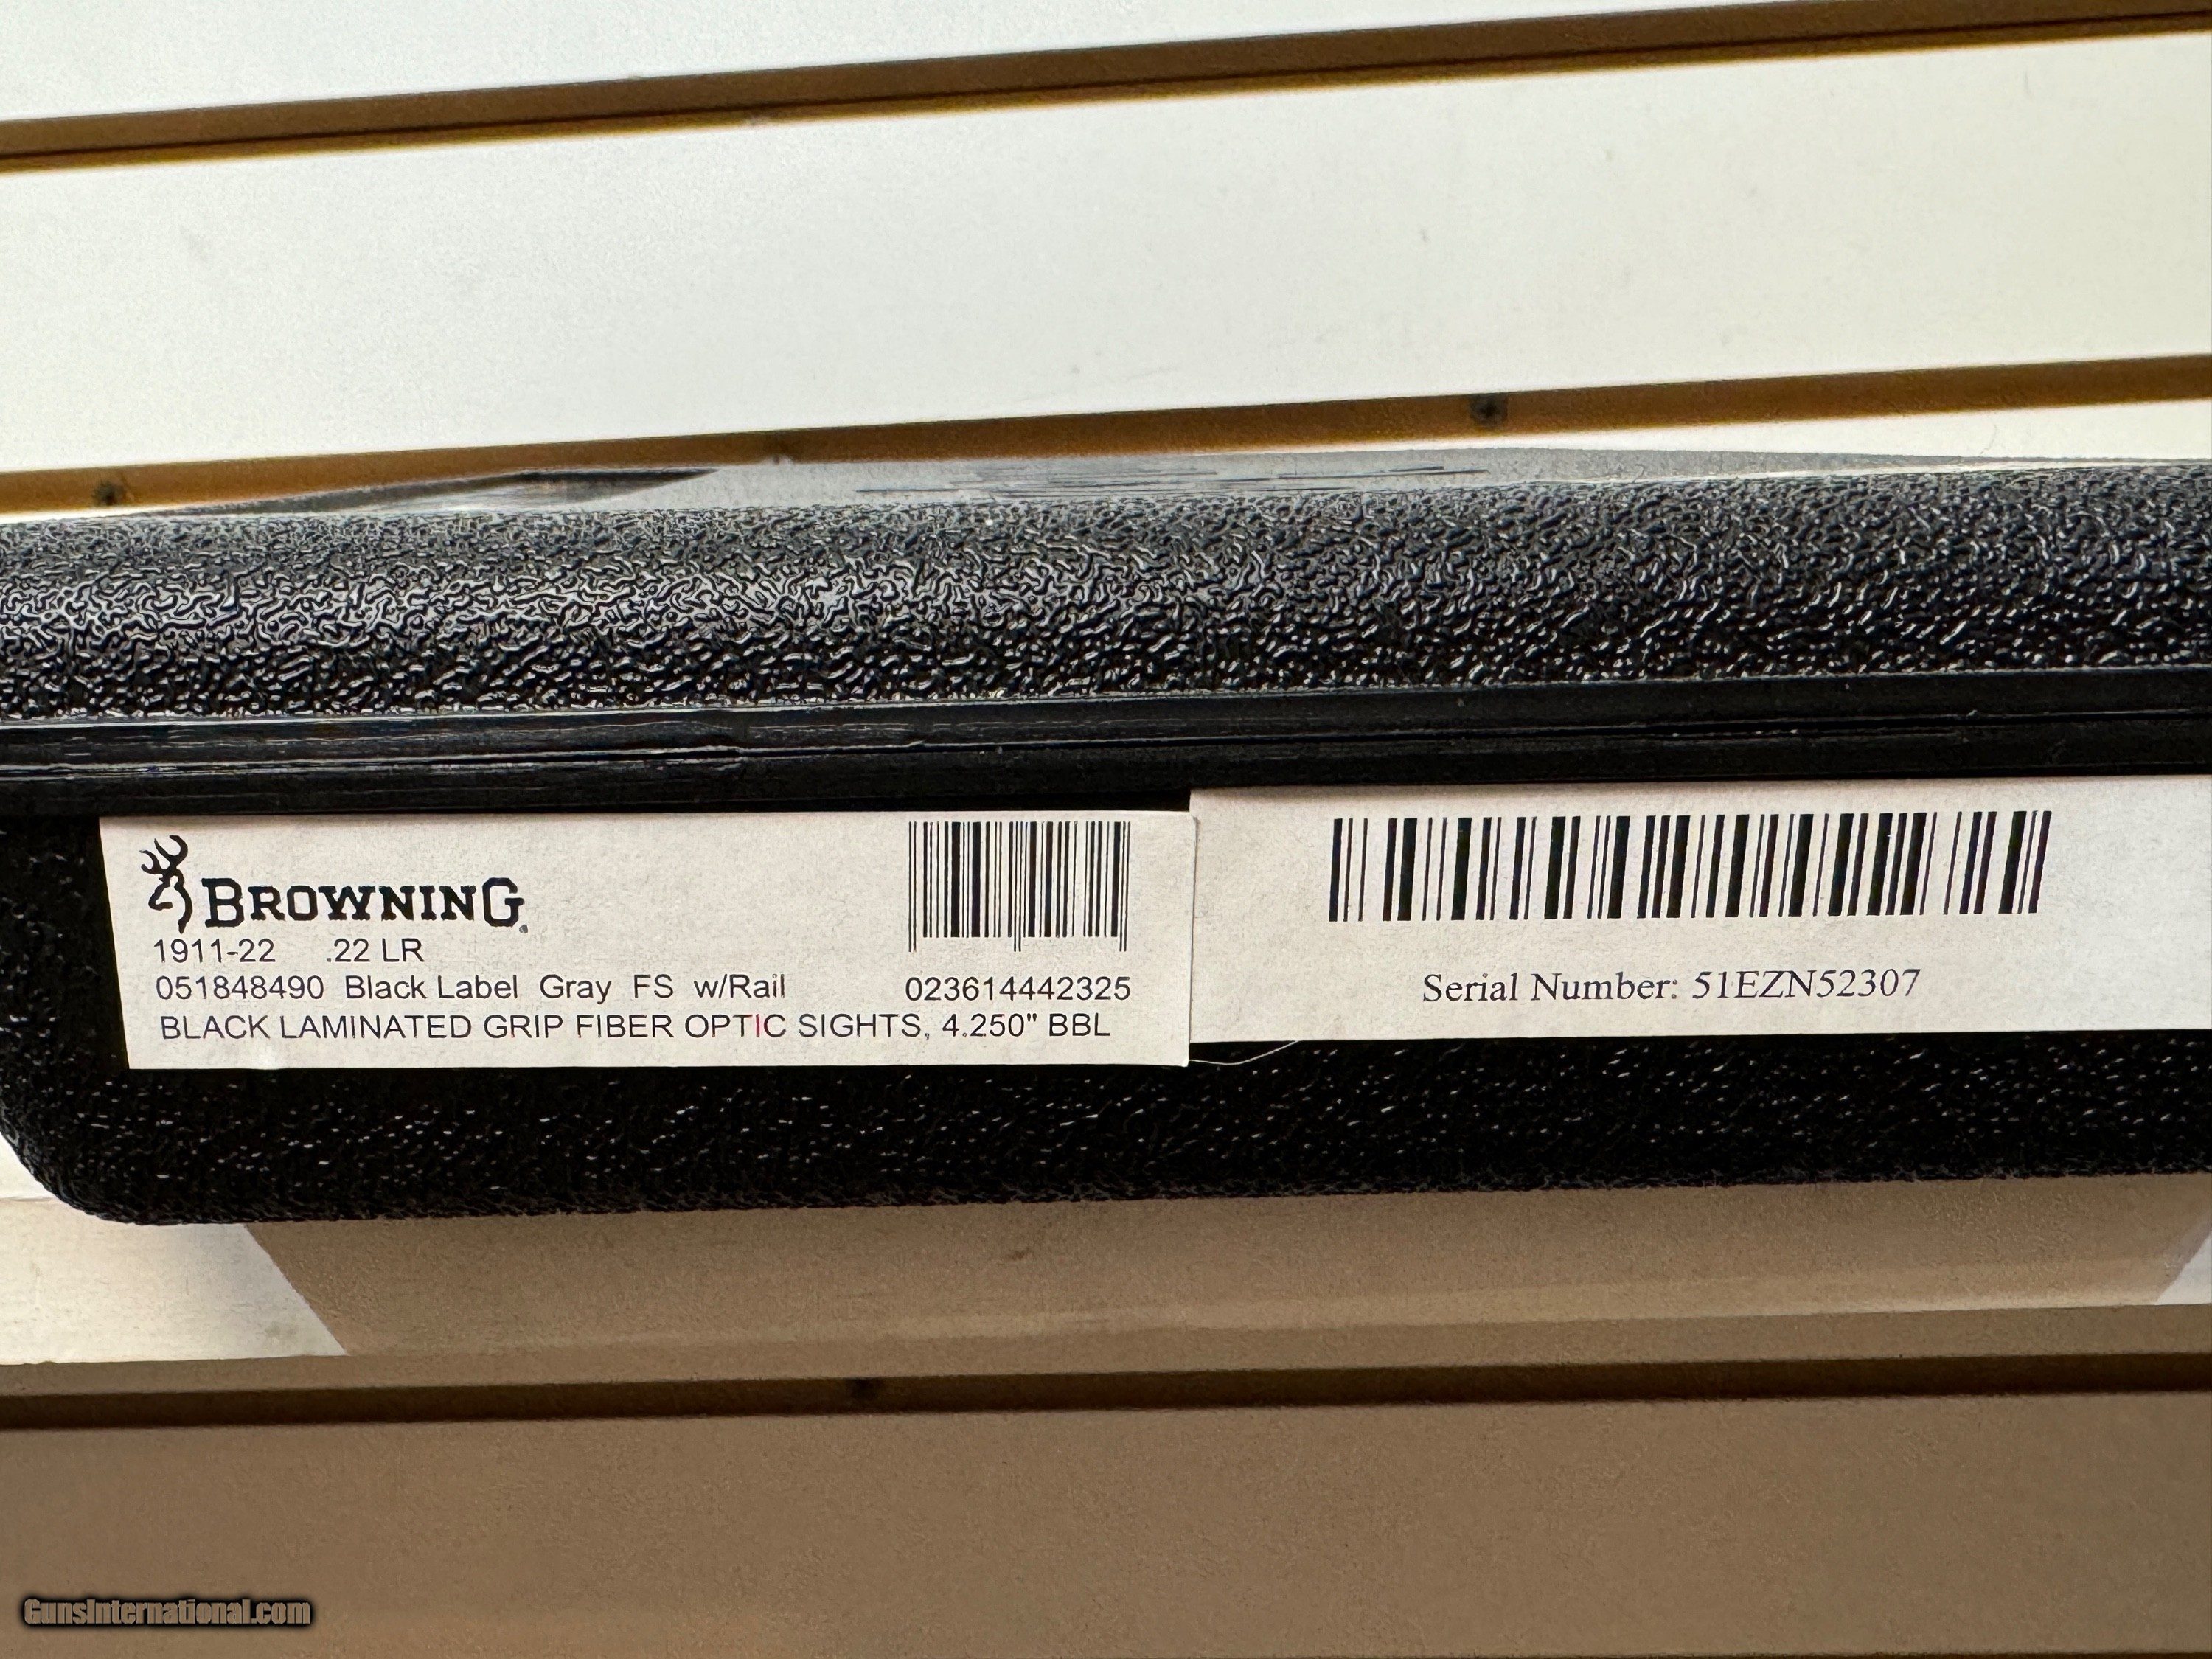 BROWNING
1911-22 .22 LR
051848490 Black Label Gray FS w/Rail
023614442325
BLACK LAMINATED GRIP FIBER OPTIC SIGHTS, 4.250" BBL
Serial Number: 51EZN52307
GunsInternational.com